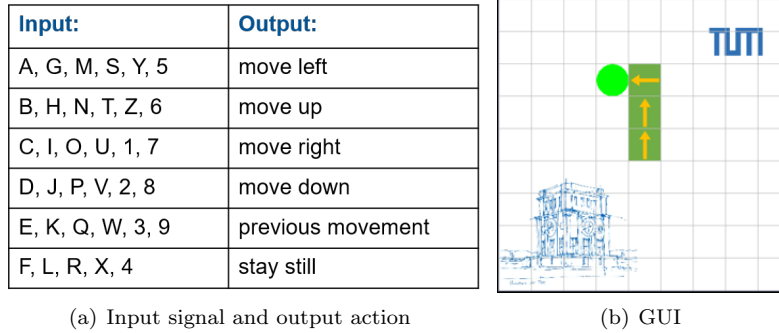 Input: Output:
A, G, M, S, Y, 5 move left
B, H, N, T, Z, 6 move up
C, I, O, U, 1, 7 move right
D, J, P, V, 2, 8 move down
E, K, Q, W, 3, 9 previous movement
F, L, R, X, 4 stay still
TUM
(a) Input signal and output action (b) GUI